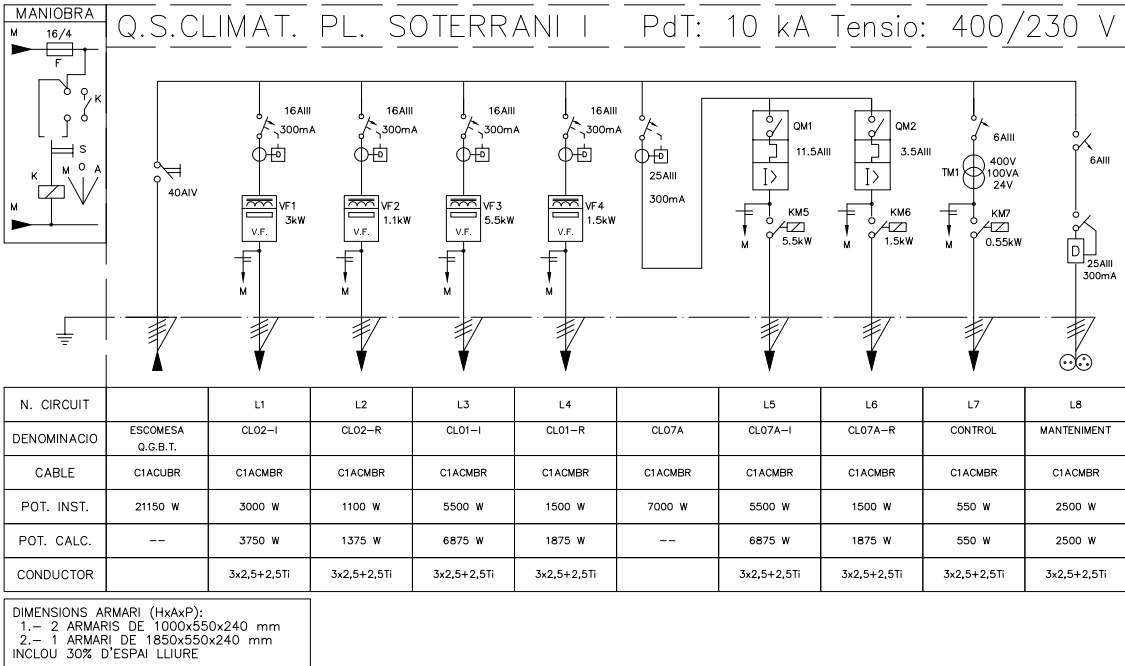 MANIOBRA
M 16/4
F
K
S
K M O A
M
Q.S.CLIMAT. PL. SOTERRANI I PdT: 10 kA Tensio: 400/230 V
40AIV
16AIII
300mA
D
VF1
3kW
V.F.
M
16AIII
300mA
D
VF2
1.1kW
V.F.
M
16AIII
300mA
D
VF3
5.5kW
V.F.
M
16AIII
300mA
D
VF4
1.5kW
V.F.
M
D
25AIII
300mA
QM1
11.5AIII
I>
KM5
5.5kW
M
QM2
3.5AIII
I>
KM6
1.5kW
M
6AIII
TM1
400V
100VA
24V
KM7
0.55kW
M
6AIII
D
25AIII
300mA
N. CIRCUIT L1 L2 L3 L4 L5 L6 L7 L8
DENOMINACIO ESCOMESA Q.G.B.T. CL02-I CL02-R CL01-I CL01-R CL07A CL07A-I CL07A-R CONTROL MANTENIMENT
CABLE C1ACUBR C1ACMBR C1ACMBR C1ACMBR C1ACMBR C1ACMBR C1ACMBR C1ACMBR C1ACMBR C1ACMBR
POT. INST. 21150 W 3000 W 1100 W 5500 W 1500 W 7000 W 5500 W 1500 W 550 W 2500 W
POT. CALC. -- 3750 W 1375 W 6875 W 1875 W -- 6875 W 1875 W 550 W 2500 W
CONDUCTOR 3x2,5+2,5Ti 3x2,5+2,5Ti 3x2,5+2,5Ti 3x2,5+2,5Ti 3x2,5+2,5Ti 3x2,5+2,5Ti 3x2,5+2,5Ti 3x2,5+2,5Ti
DIMENSIONS ARMARI (HxAxP):
1.- 2 ARMARIS DE 1000x550x240 mm
2.- 1 ARMARI DE 1850x550x240 mm
INCLOU 30% D'ESPAI LLIURE